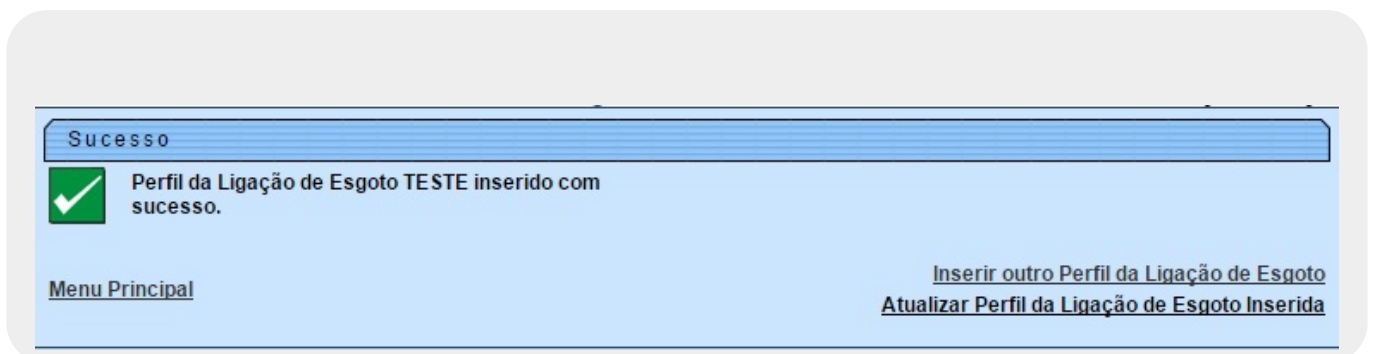 Sucesso
Perfil da Ligação de Esgoto TESTE inserido com
sucesso.
Inserir outro Perfil da Ligação de Esgoto
Menu Principal
Atualizar Perfil da Ligação de Esgoto Inserida